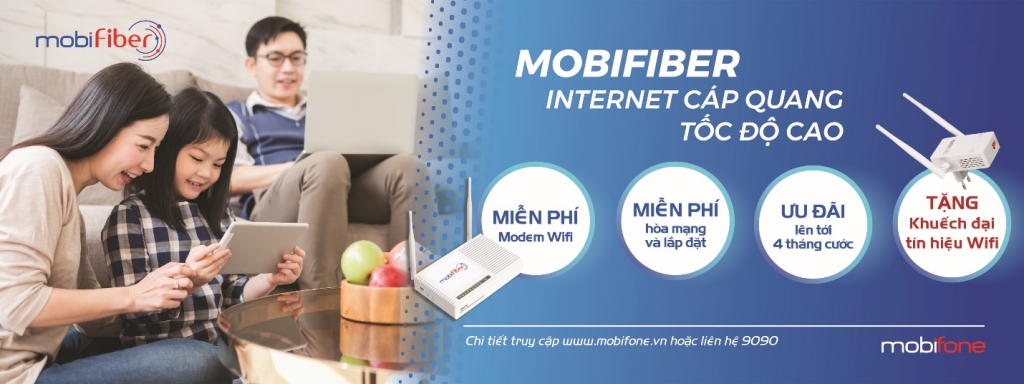 mobiFiber
MOBIFIBER
INTERNET CÁP QUANG
TỐC ĐỘ CAO
MIỄN PHÍ
Modem Wifi
MIỄN PHÍ
hòa mạng
và lắp đặt
ƯU ĐÃI
lên tới
4 tháng cước
TẶNG
Khuếch đại
tín hiệu Wifi
mobiFiber
Chi tiết truy cập www.mobifone.vn hoặc liên hệ 9090
mobifone